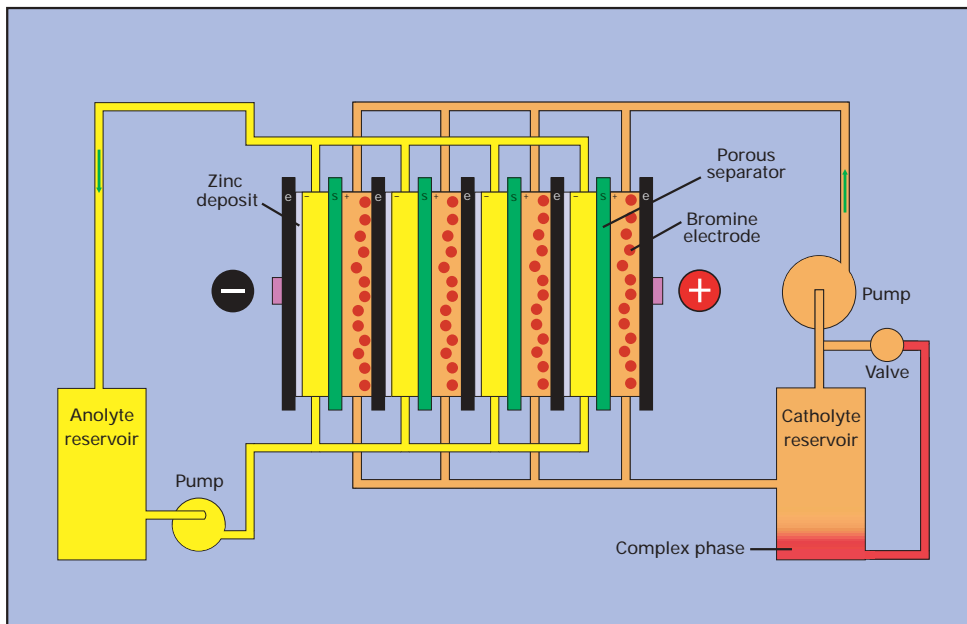 Zinc
deposit
Porous
separator
Bromine
electrode
e - s + e - s + e - s + e - s + e
−
+
Pump
Valve
Anolyte
reservoir
Catholyte
reservoir
Pump
Complex phase